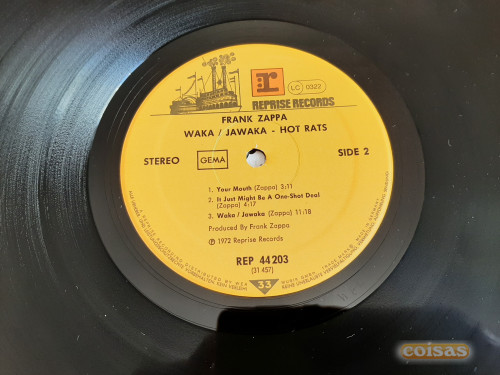 r:
LC 0322
REPRISE RECORDS
FRANK ZAPPA
WAKA / JAWAKA - HOT RATS
STEREO GEMA SIDE 2
1. Your Mouth (Zappa) 3:11
2. It Just Might Be A One-Shot Deal
(Zappa) 4:17
3. Waka / Jawaka (Zappa) 11:18
Produced By Frank Zappa
℗ 1972 Reprise Records
REP 44 203
(31 457)
33
coisas